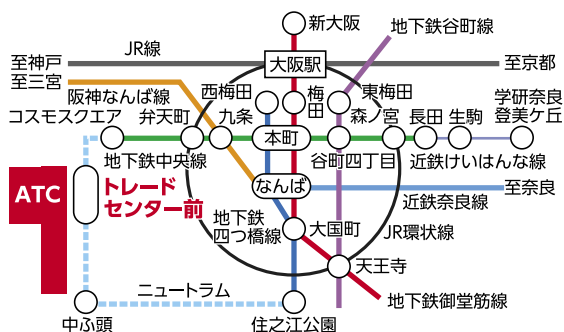 新大阪
地下鉄谷町線
JR線
至神戸
大阪駅
至京都
至三宮
阪神なんば線
西梅田
梅
田
東梅田
学研奈良
登美ケ丘
コスモスクエア
弁天町
九条
本町
森ノ宮
長田
生駒
地下鉄中央線
谷町四丁目
近鉄けいはんな線
ATC
トレード
センター前
なんば
至奈良
近鉄奈良線
地下鉄
四つ橋線
大国町
JR環状線
天王寺
ニュートラム
地下鉄御堂筋線
中ふ頭
住之江公園